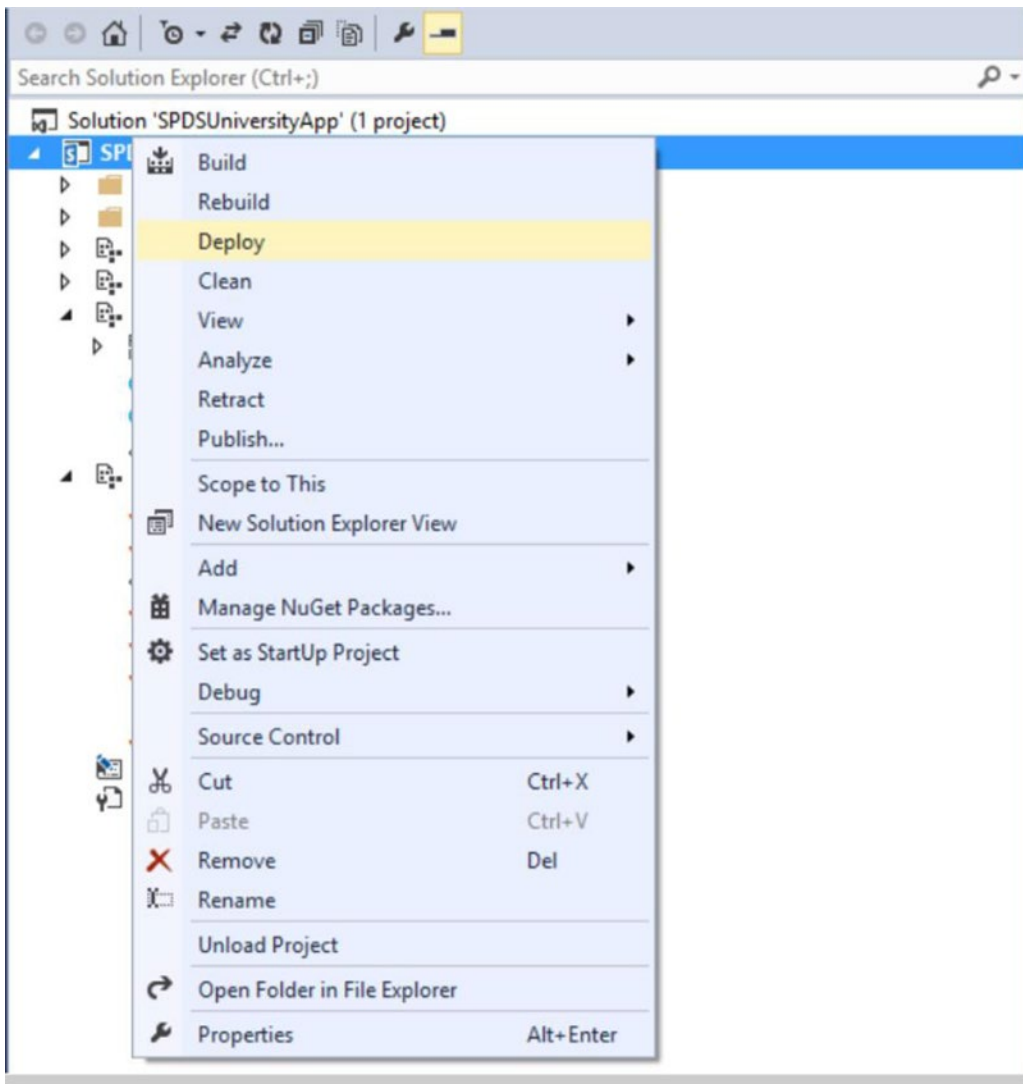 Search Solution Explorer (Ctrl+;)
Solution 'SPDSUniversityApp' (1 project)
Build
Rebuild
Deploy
Clean
View
Analyze
Retract
Publish...
Scope to This
New Solution Explorer View
Add
Manage NuGet Packages...
Set as StartUp Project
Debug
Source Control
Cut Ctrl+X
Paste Ctrl+V
Remove Del
Rename
Unload Project
Open Folder in File Explorer
Properties Alt+Enter